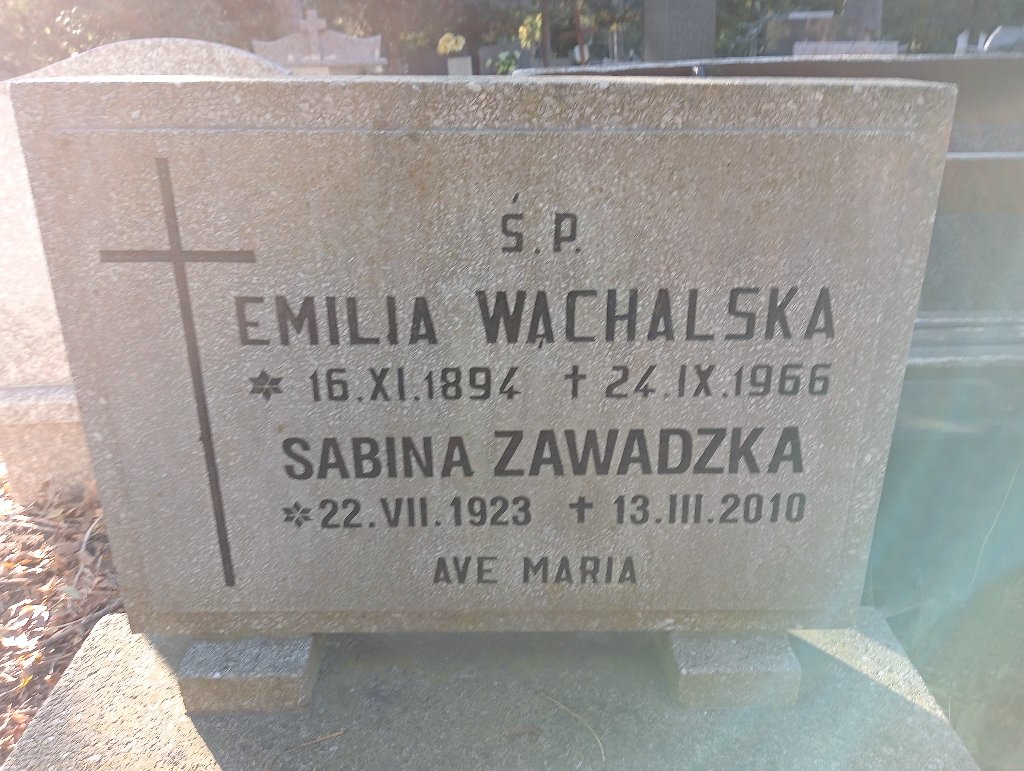 Ś.P.
EMILIA WĄCHALSKA
* 16.XI.1894 † 24.IX.1966
SABINA ZAWADZKA
* 22.VII.1923 † 13.III.2010
AVE MARIA